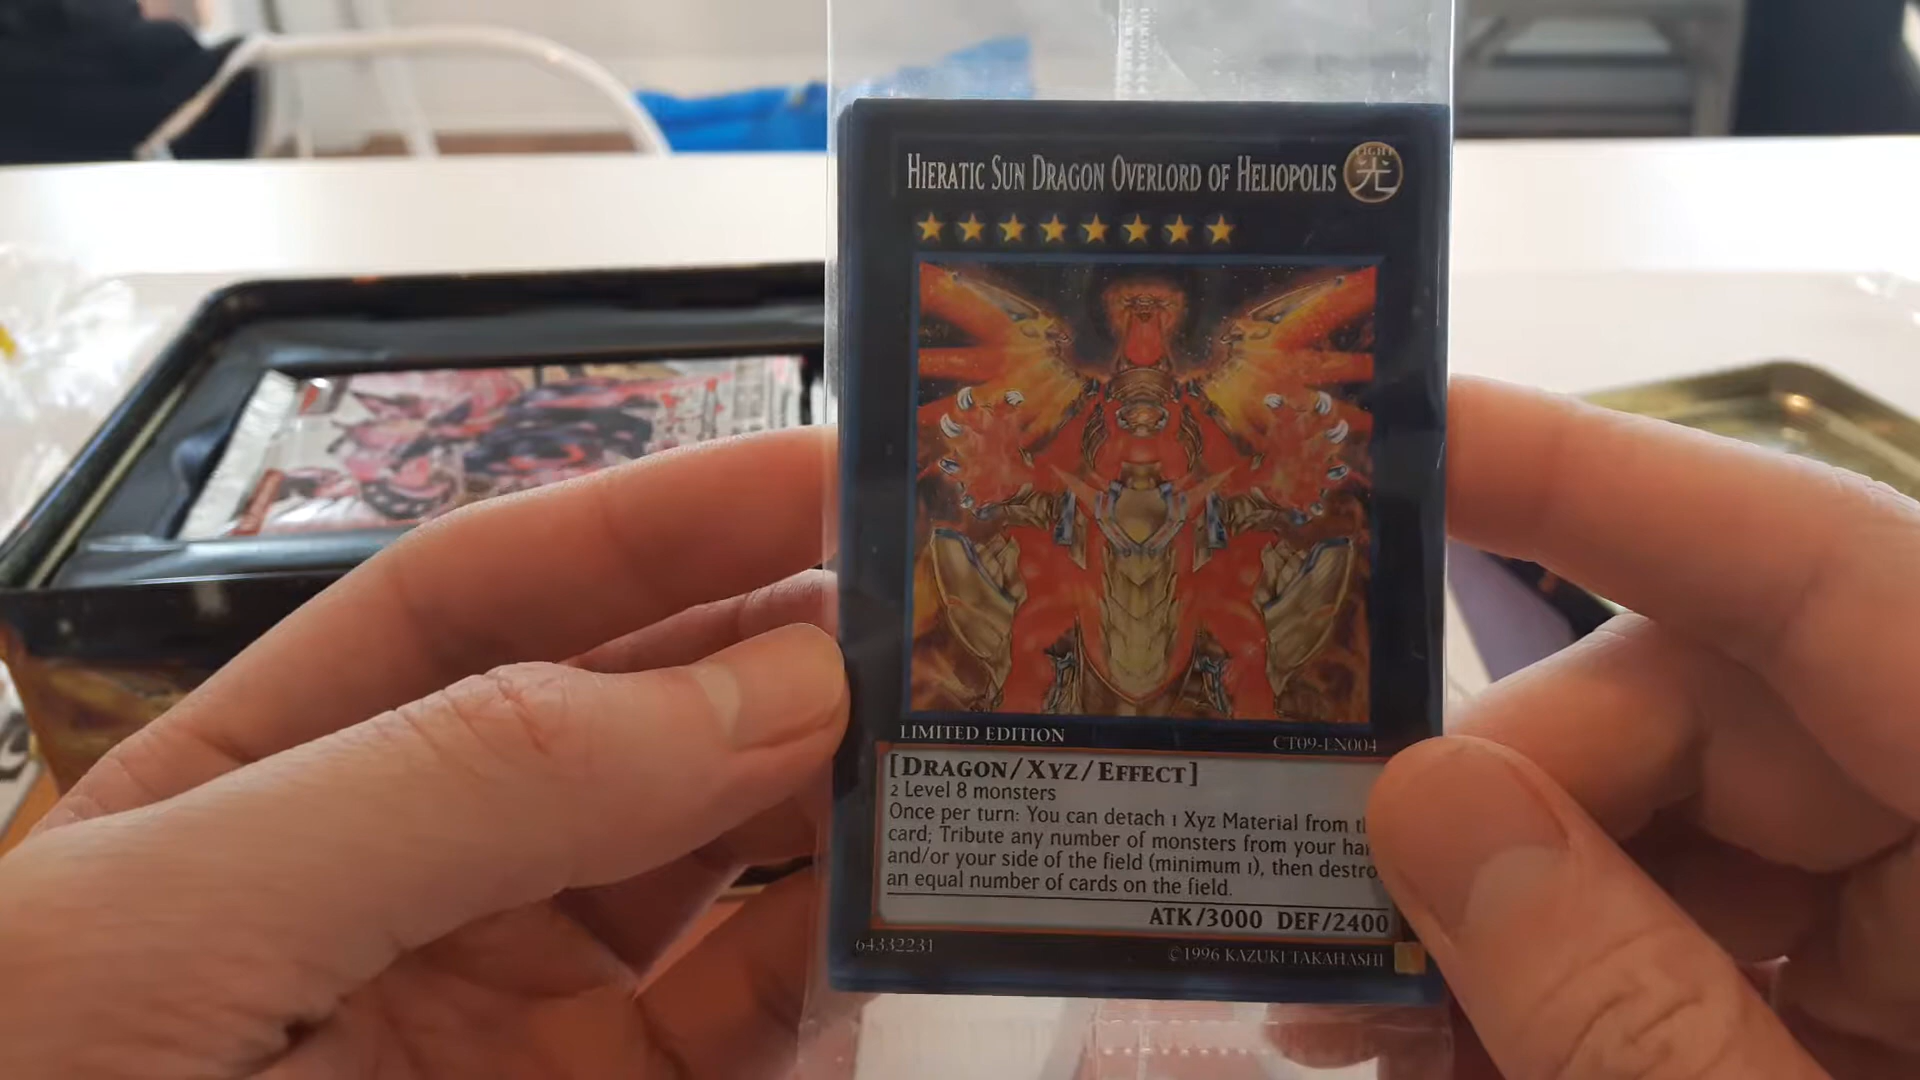 HIERATIC SUN DRAGON OVERLORD OF HELIOPOLIS
LIGHT
光
LIMITED EDITION
CT09-EN004
[DRAGON/XYZ/EFFECT]
2 Level 8 monsters
Once per turn: You can detach 1 Xyz Material from
card; Tribute any number of monsters from your
and/or your side of the field (minimum 1), then
an equal number of cards on the field.
ATK/3000 DEF/2400
64332231
©1996 KAZUKI TAKAHASHI